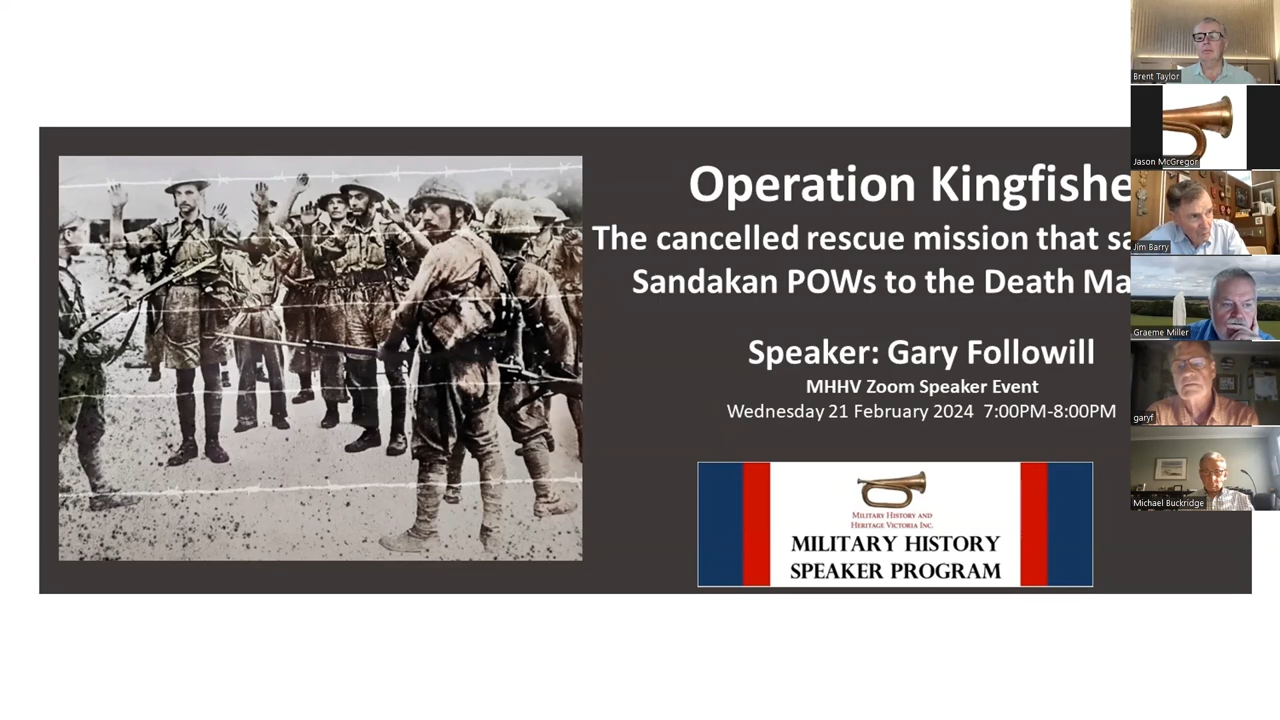 Operation Kingfishe
The cancelled rescue mission that sa
Sandakan POWs to the Death Ma
Speaker: Gary Followill
MHHV Zoom Speaker Event
Wednesday 21 February 2024 7:00PM-8:00PM
MILITARY HISTORY AND
HERITAGE VICTORIA INC.
MILITARY HISTORY
SPEAKER PROGRAM
Brent Taylor
Jason McGregor
Jim Barry
Graeme Miller
garyf
Michael Buckridge